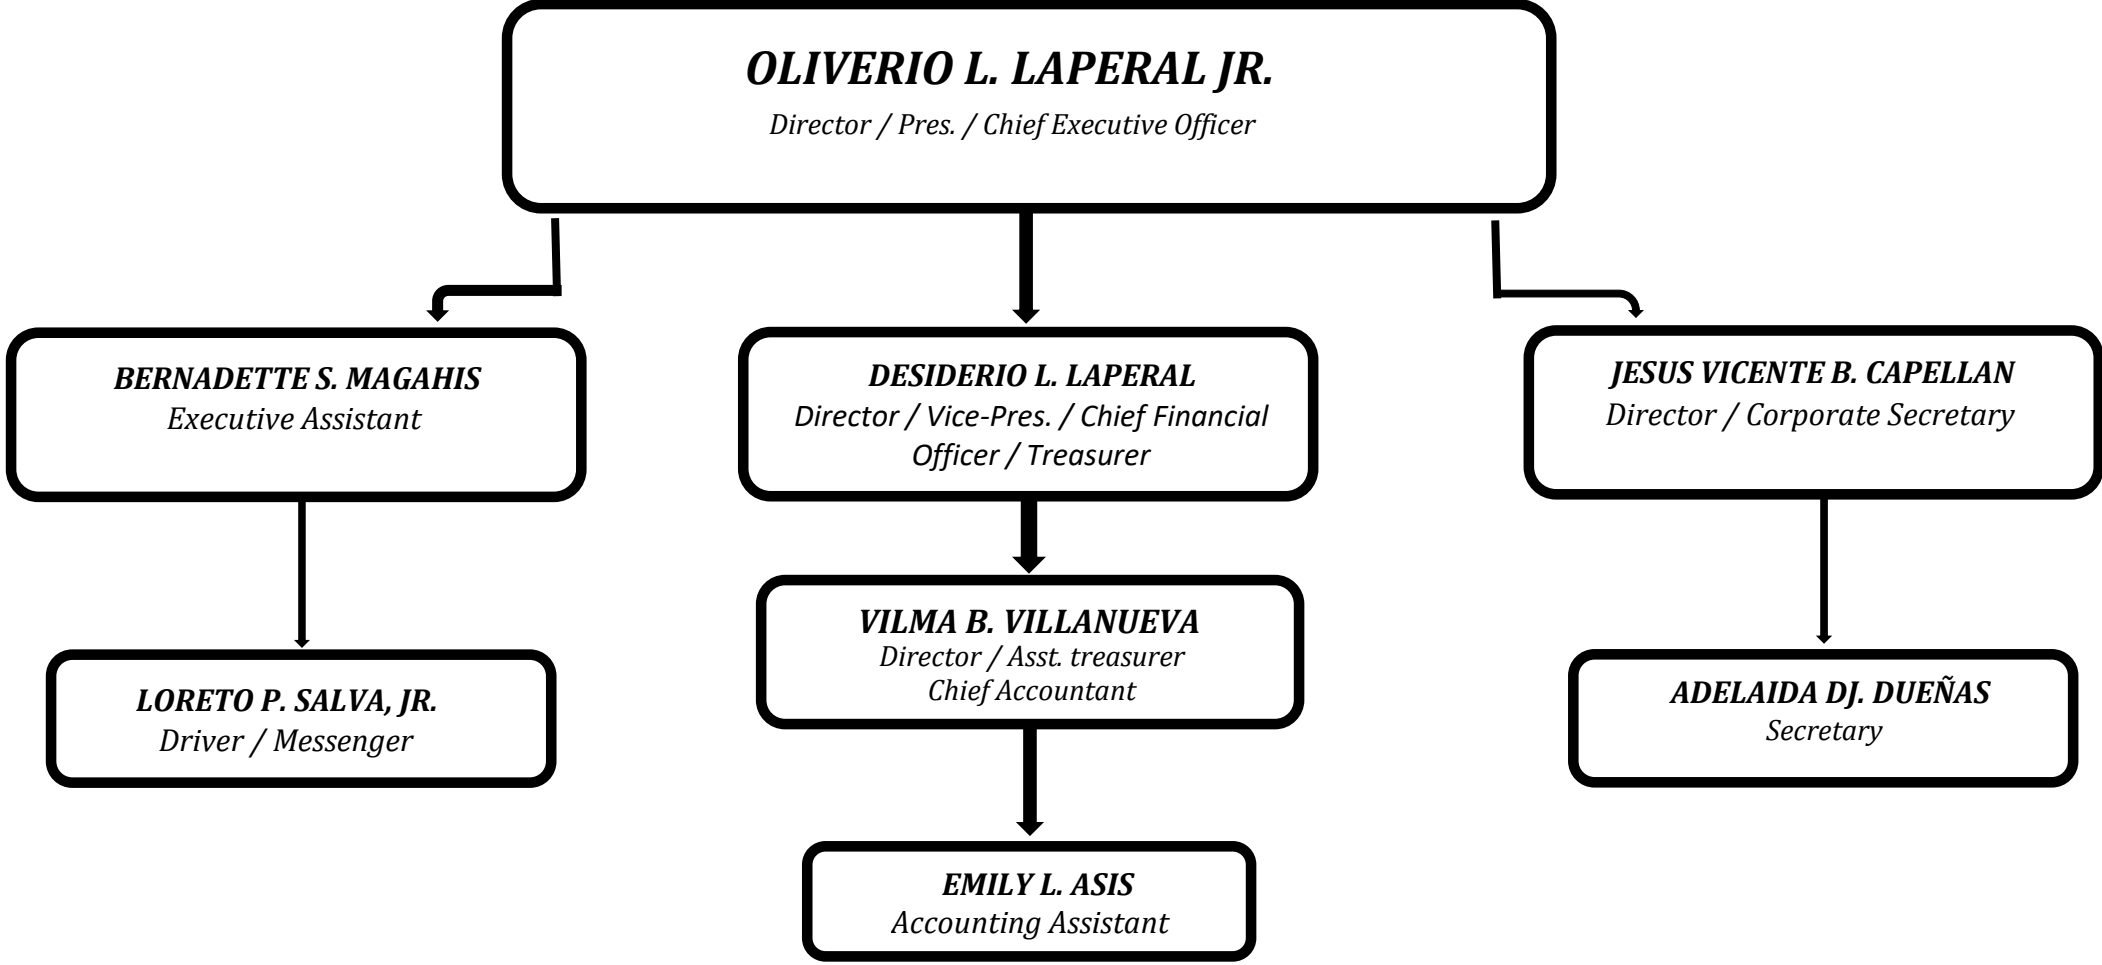 OLIVERIO L. LAPERAL JR.
Director / Pres. / Chief Executive Officer
BERNADETTE S. MAGAHIS
Executive Assistant
DESIDERIO L. LAPERAL
Director / Vice-Pres. / Chief Financial
Officer / Treasurer
JESUS VICENTE B. CAPELLAN
Director / Corporate Secretary
VILMA B. VILLANUEVA
Director / Asst. treasurer
Chief Accountant
LORETO P. SALVA, JR.
Driver / Messenger
ADELAIDA DJ. DUEÑAS
Secretary
EMILY L. ASIS
Accounting Assistant